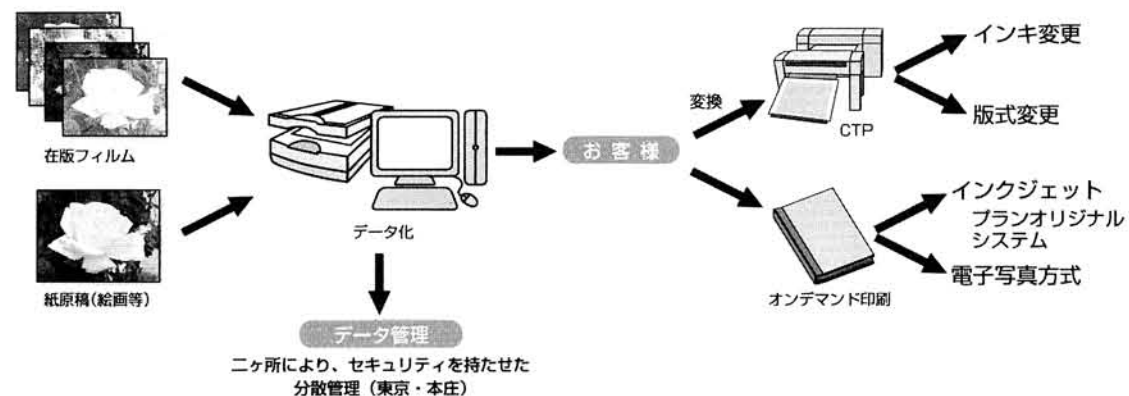 在版フィルム
紙原稿(絵画等)
データ化
データ管理
二ヶ所により、セキュリティを持たせた
分散管理（東京・本庄）
お客様
変換
CTP
インキ変更
版式変更
オンデマンド印刷
インクジェット
プランオリジナル
システム
電子写真方式